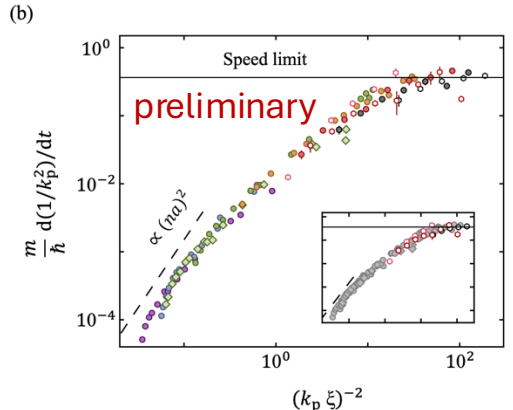 (b)
10^0
Speed limit
preliminary
10^-2
∝ (na)^2
m/ħ d(1/k_p^2)/dt
10^-4
10^0
10^2
(k_p ξ)^-2